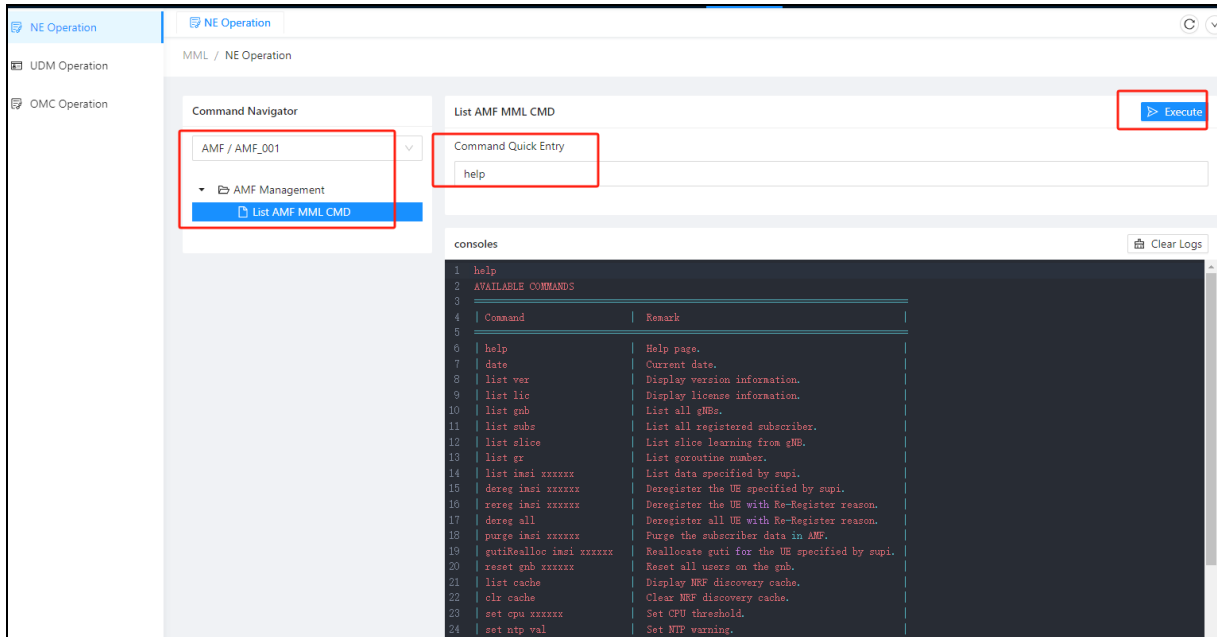 NE Operation
UDM Operation
OMC Operation
NE Operation
MML / NE Operation
Command Navigator
AMF / AMF_001
AMF Management
List AMF MML CMD
List AMF MML CMD
Execute
Command Quick Entry
help
consoles
Clear Logs
1 help
2 AVAILABLE COMMANDS
3
4 | Command | Remark |
5
6 | help | Help page. |
7 | date | Current date. |
8 | list ver | Display version information. |
9 | list lic | Display license information. |
10 | list gnb | List all gNBs. |
11 | list subs | List all registered subscriber. |
12 | list slice | List slice learning from gNB. |
13 | list gr | List goroutine number. |
14 | list imsi xxxxxx | List data specified by supi. |
15 | dereg imsi xxxxxx | Deregister the UE specified by supi. |
16 | rereg imsi xxxxxx | Deregister the UE with Re-Register reason. |
17 | dereg all | Deregister all UE with Re-Register reason. |
18 | purge imsi xxxxxx | Purge the subscriber data in AMF. |
19 | gutiRealloc imsi xxxxxx | Reallocate guti for the UE specified by supi. |
20 | reset gnb xxxxxx | Reset all users on the gnb. |
21 | list cache | Display NRF discovery cache. |
22 | clr cache | Clear NRF discovery cache. |
23 | set cpu xxxxxx | Set CPU threshold. |
24 | set ntp val | Set NTP warning. |